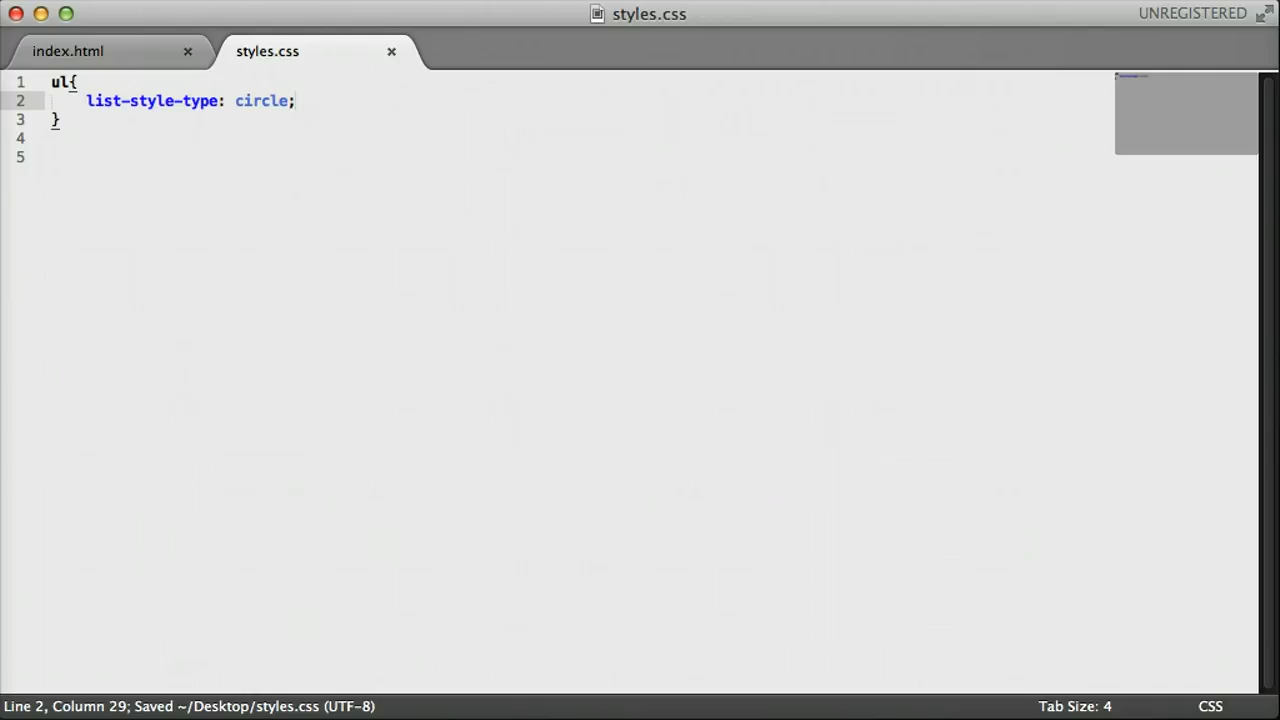 styles.css
UNREGISTERED
index.html ×
styles.css ×
1 ul{
2 list-style-type: circle;
3 }
4
5
Line 2, Column 29; Saved ~/Desktop/styles.css (UTF-8)
Tab Size: 4
CSS